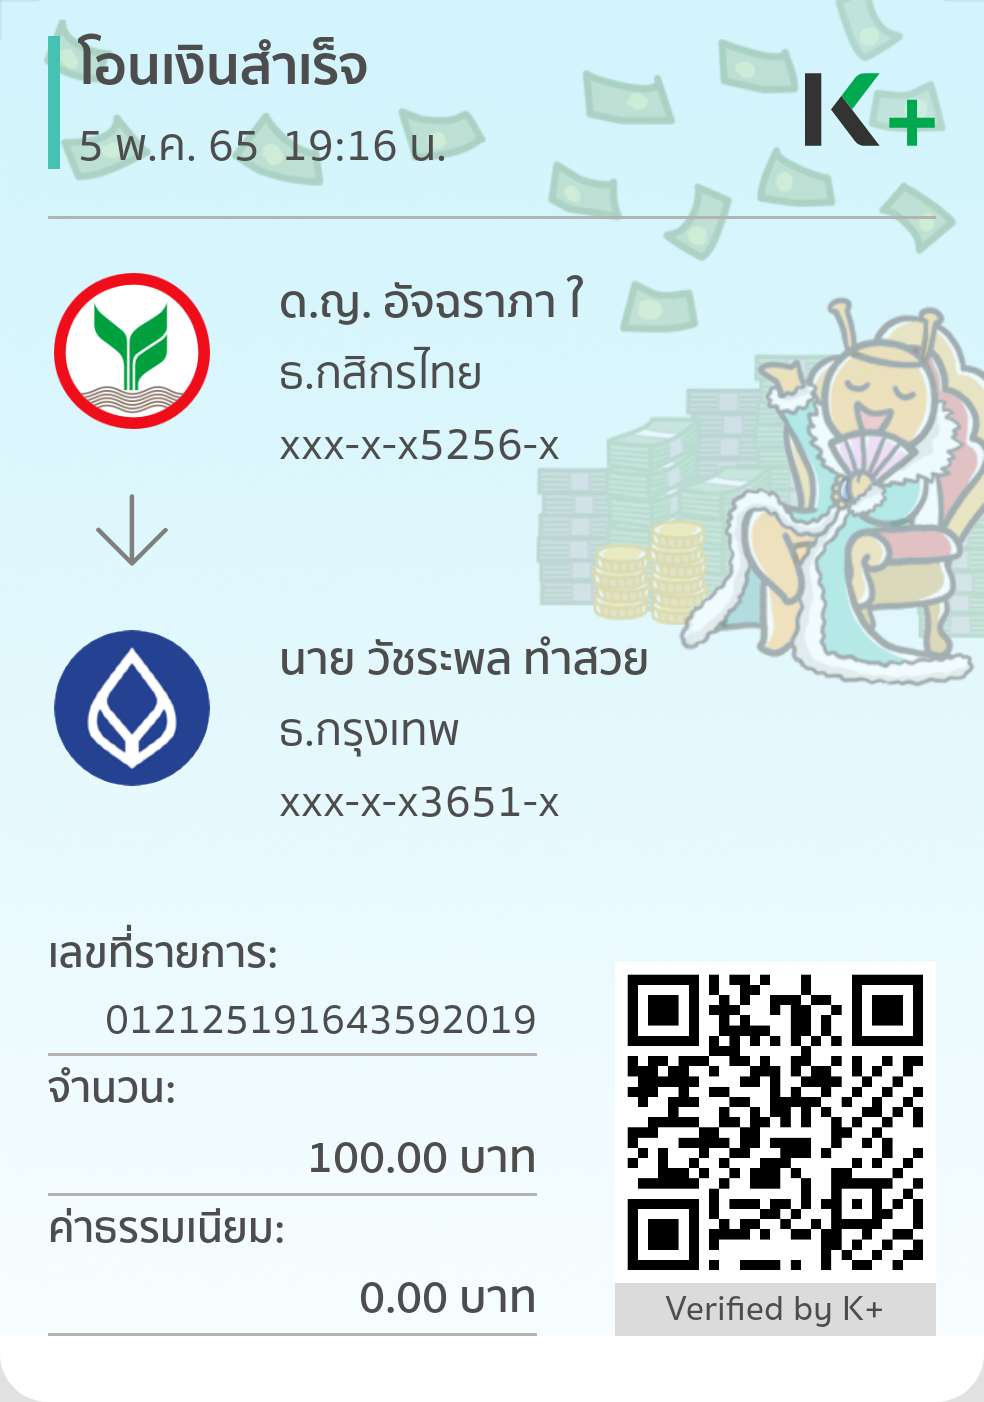 โอนเงินสำเร็จ
5 พ.ค. 65 19:16 น.
K+
ด.ญ. อัจฉราภา ใ
ธ.กสิกรไทย
xxx-x-x5256-x
นาย วัชระพล ทำสวย
ธ.กรุงเทพ
xxx-x-x3651-x
เลขที่รายการ:
012125191643592019
จำนวน:
100.00 บาท
ค่าธรรมเนียม:
0.00 บาท
Verified by K+